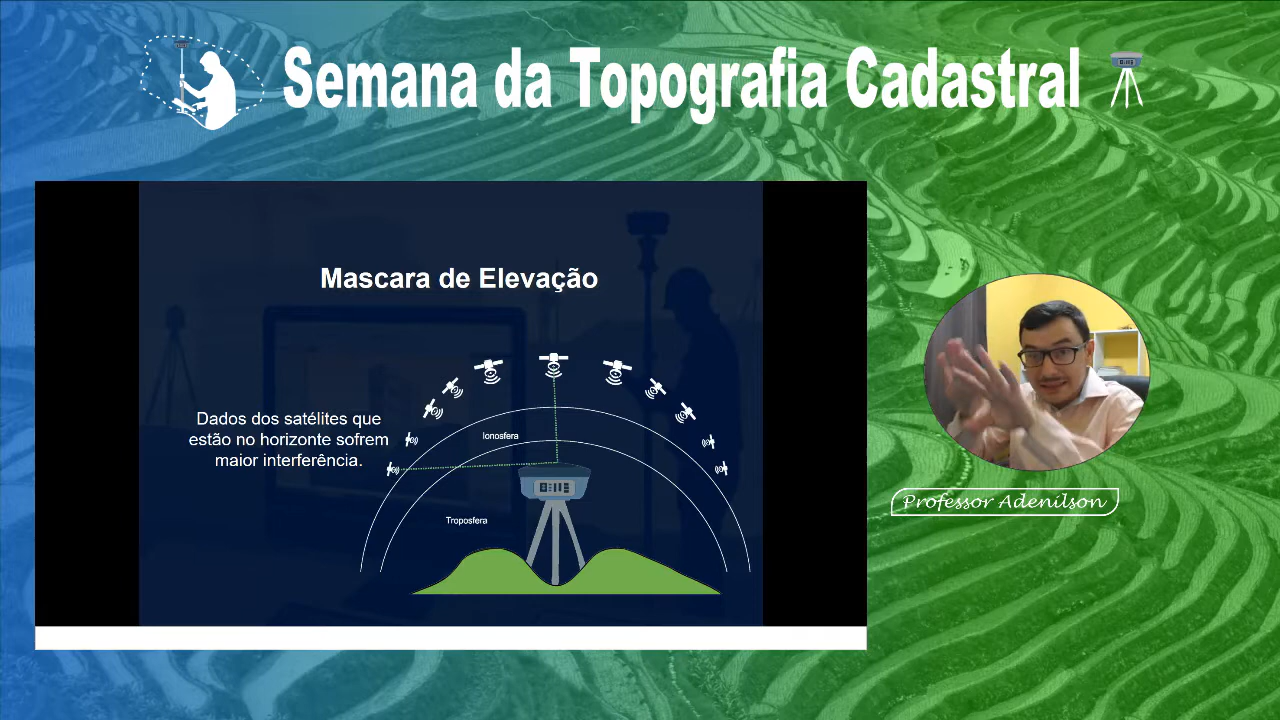 Semana da Topografia Cadastral
Mascara de Elevação
Dados dos satélites que
estão no horizonte sofrem
maior interferência.
Ionosfera
Troposfera
Professor Adenilson